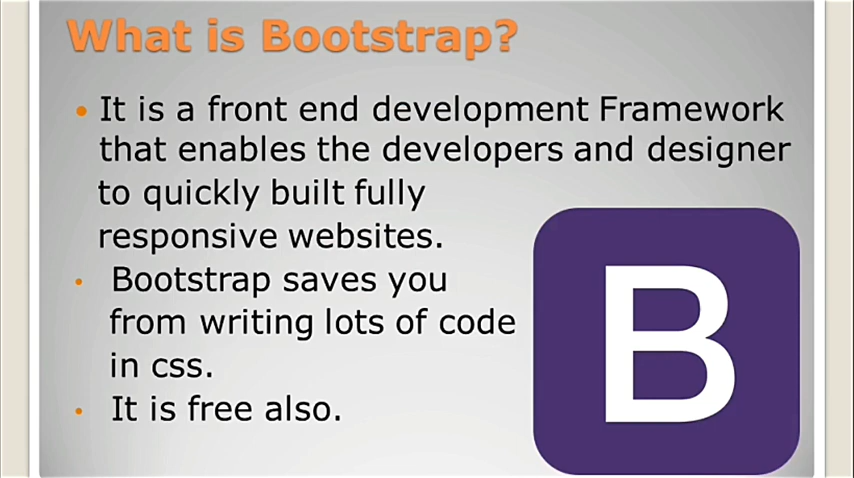 What is Bootstrap?
• It is a front end development Framework
that enables the developers and designer
to quickly built fully
responsive websites.
• Bootstrap saves you
from writing lots of code
in css.
• It is free also.
B